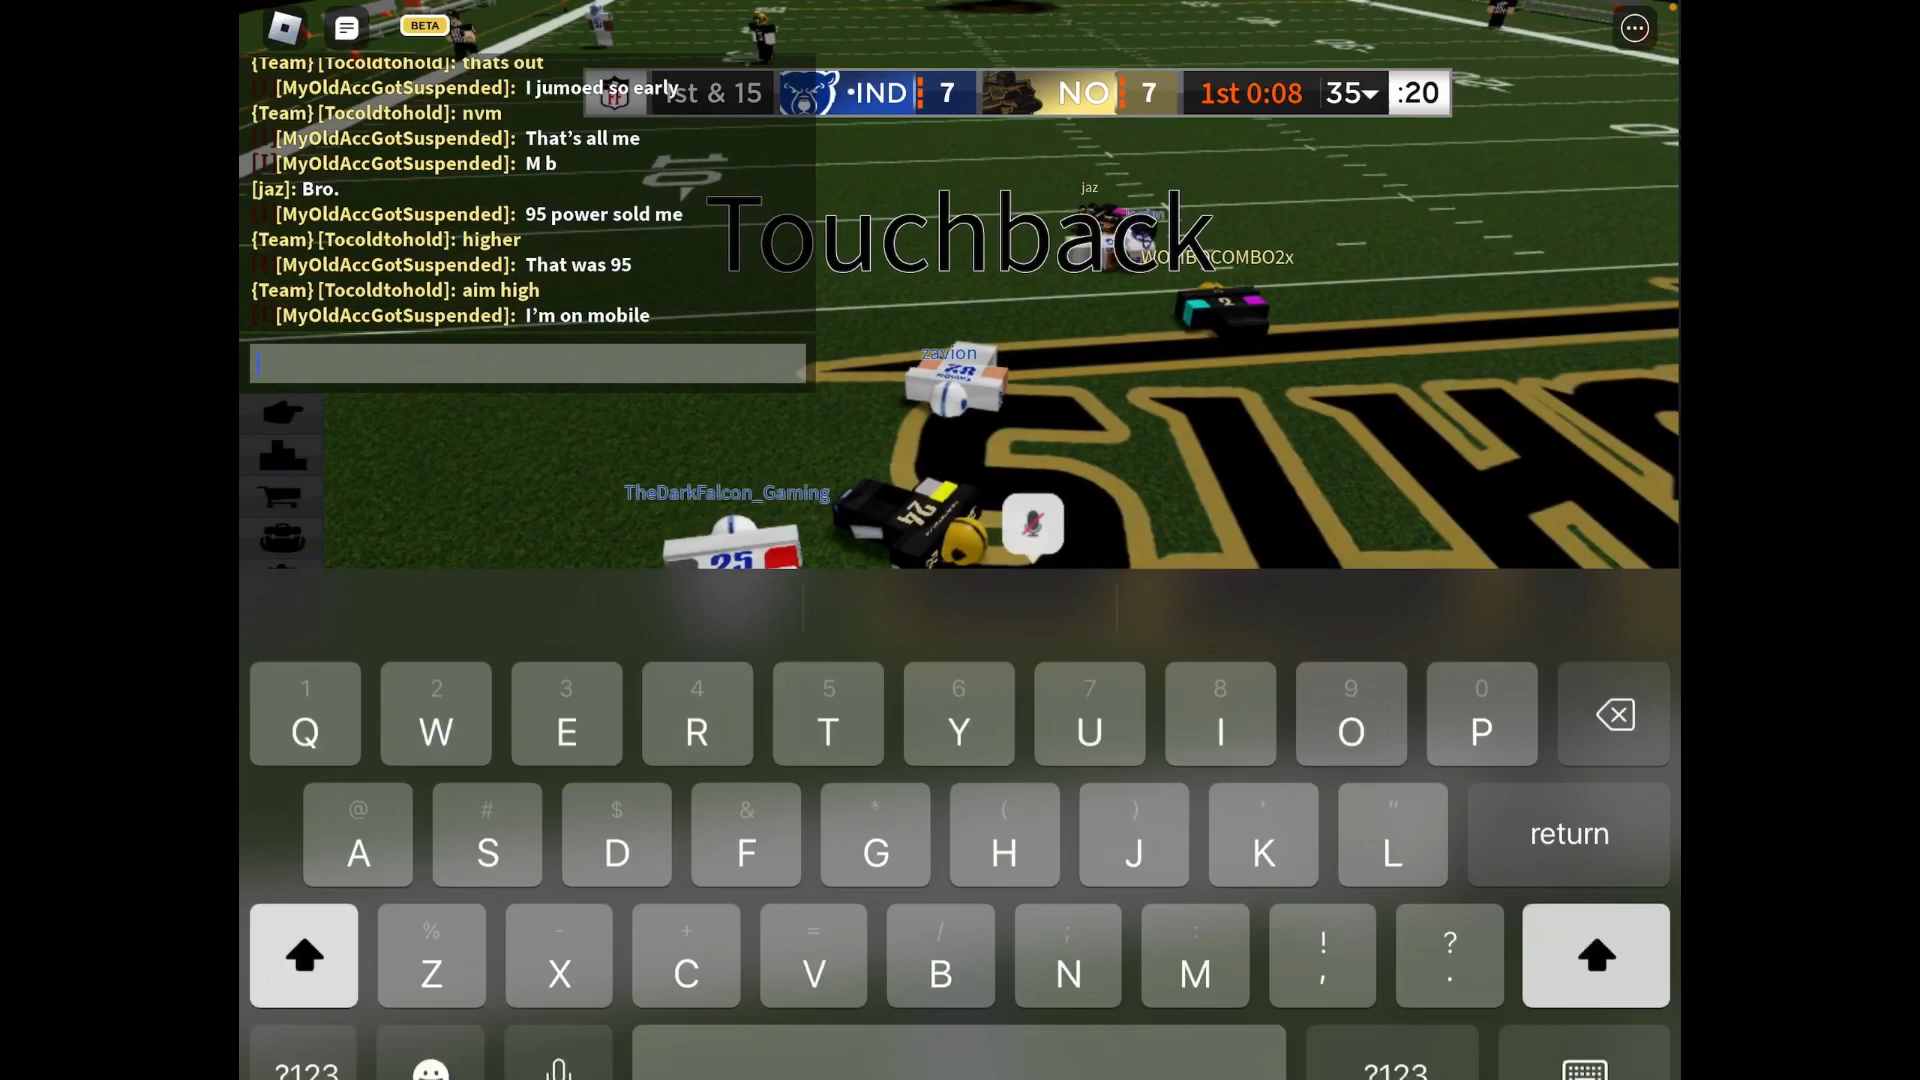 BETA
{Team} [Tocoldtohold]: thats out
[MyOldAccGotSuspended]: I jumoed so early
{Team} [Tocoldtohold]: nvm
[MyOldAccGotSuspended]: That's all me
[MyOldAccGotSuspended]: M b
[jaz]: Bro.
[MyOldAccGotSuspended]: 95 power sold me
{Team} [Tocoldtohold]: higher
[MyOldAccGotSuspended]: That was 95
{Team} [Tocoldtohold]: aim high
[MyOldAccGotSuspended]: I'm on mobile
FF 1st & 15 •IND 7 NO 7 1st 0:08 35 :20
jaz
Touchback
zavion
TheDarkFalcon_Gaming
24
25
1 2 3 4 5 6 7 8 9 0
Q W E R T Y U I O P
@ # $ & * ( ) ' "
A S D F G H J K L return
% - + = / ; : ! ?
Z X C V B N M , .
?123 ?123